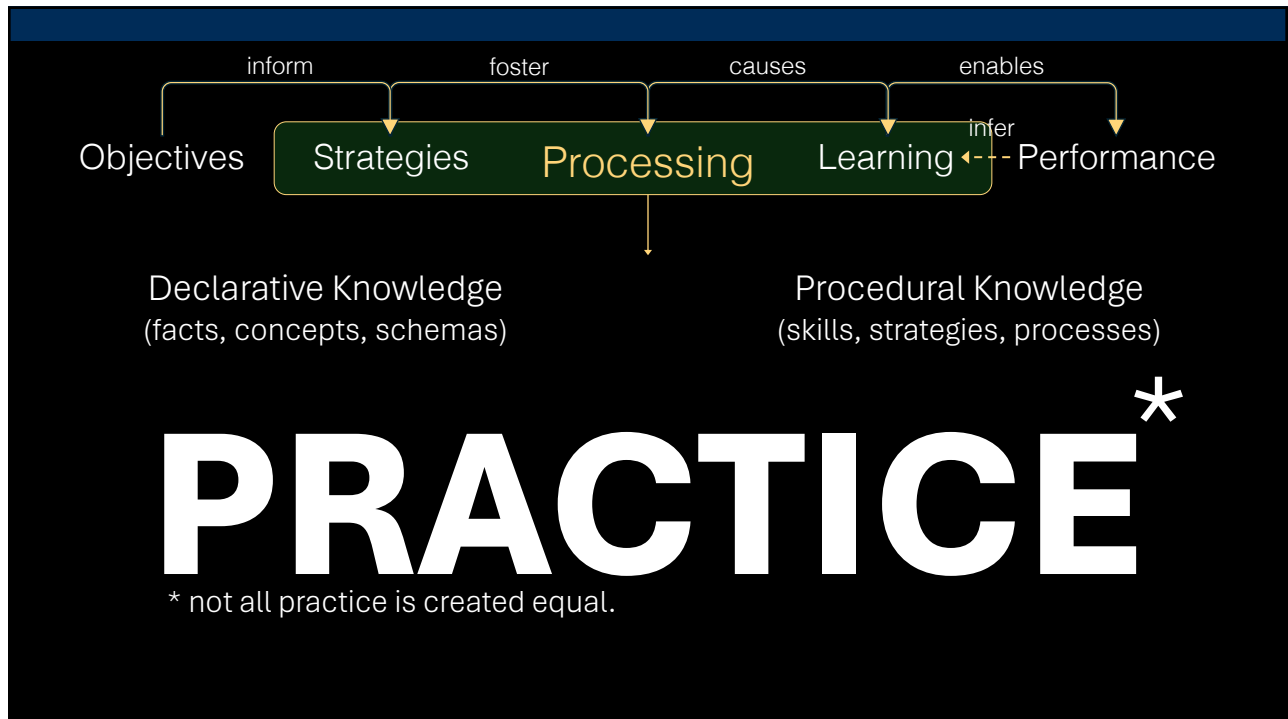 inform foster causes enables
infer
Objectives Strategies Processing Learning Performance
Declarative Knowledge
(facts, concepts, schemas)
Procedural Knowledge
(skills, strategies, processes)
PRACTICE*
* not all practice is created equal.